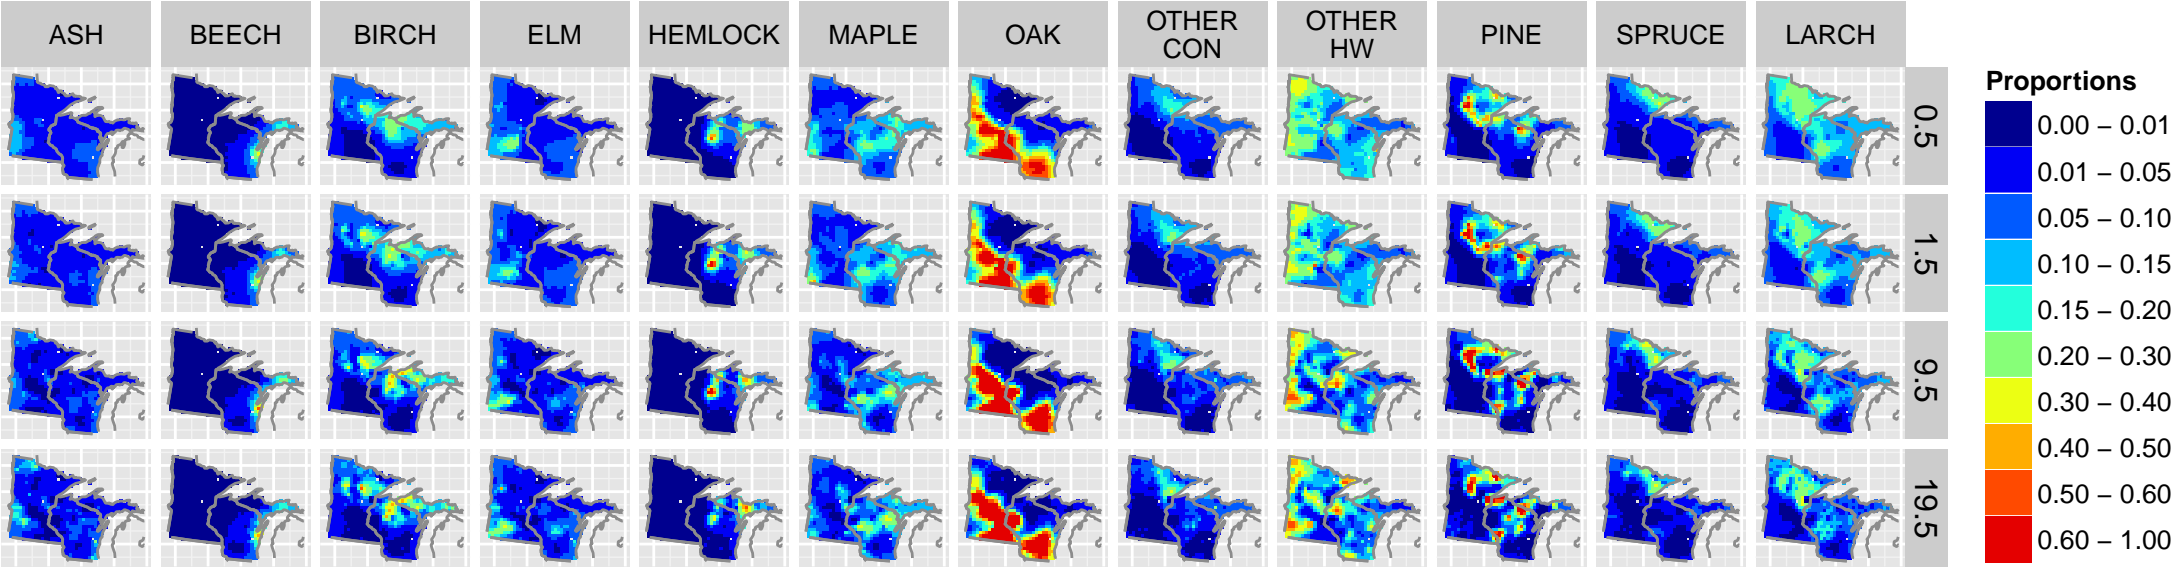 ASH
BEECH
BIRCH
ELM
HEMLOCK
MAPLE
OAK
OTHER
CON
OTHER
HW
PINE
SPRUCE
LARCH
0.5
1.5
9.5
19.5
Proportions
0.00 − 0.01
0.01 − 0.05
0.05 − 0.10
0.10 − 0.15
0.15 − 0.20
0.20 − 0.30
0.30 − 0.40
0.40 − 0.50
0.50 − 0.60
0.60 − 1.00